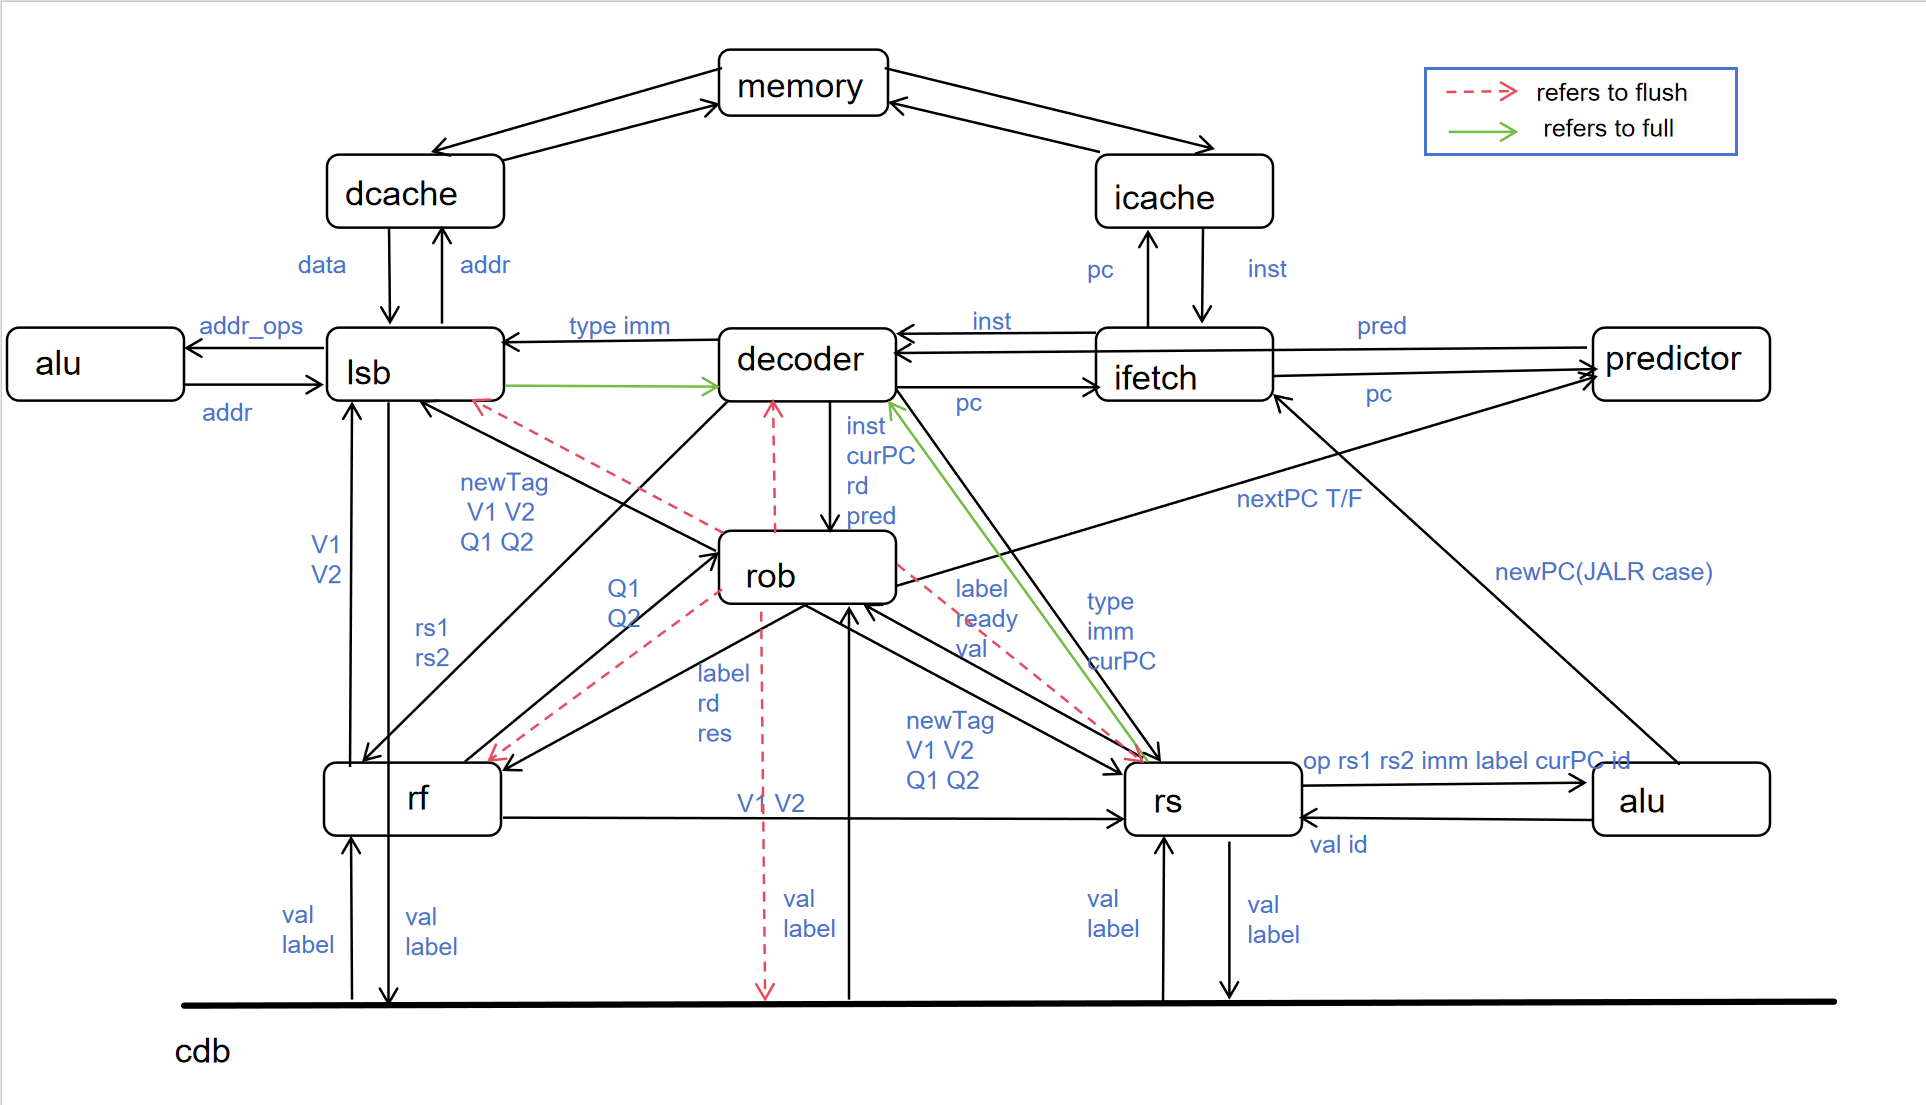 memory
refers to flush
refers to full
dcache
icache
data
addr
pc
inst
alu
addr_ops
addr
lsb
type imm
decoder
inst
pc
ifetch
pred
pc
predictor
inst
curPC
rd
pred
newTag
V1 V2
Q1 Q2
nextPC T/F
V1
V2
rob
newPC(JALR case)
Q1
Q2
label
ready
val
type
imm
curPC
rs1
rs2
label
rd
res
newTag
V1 V2
Q1 Q2
rf
V1 V2
rs
op rs1 rs2 imm label curPC id
alu
val id
val
label
val
label
val
label
val
label
val
label
cdb